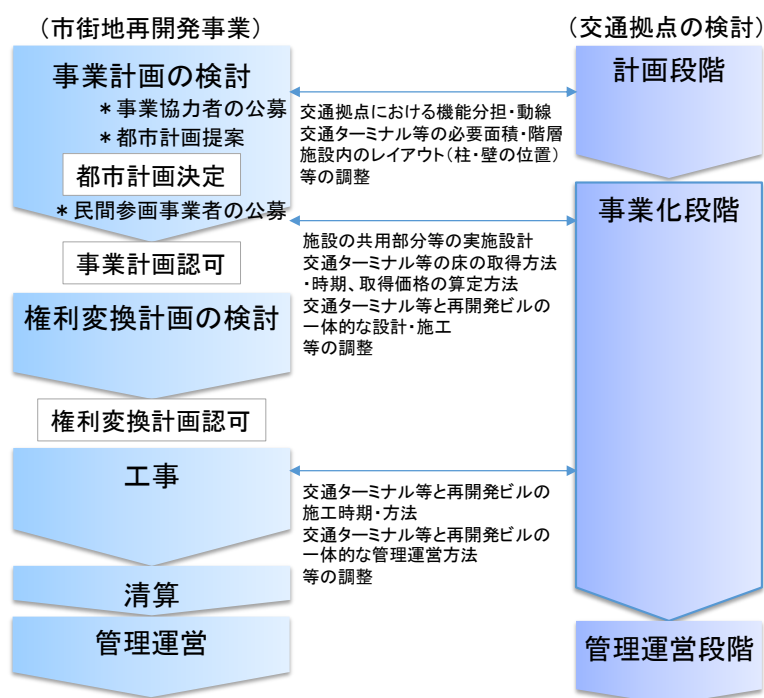 (市街地再開発事業)
(交通拠点の検討)
事業計画の検討
*事業協力者の公募
*都市計画提案
都市計画決定
*民間参画事業者の公募
事業計画認可
権利変換計画の検討
権利変換計画認可
工事
清算
管理運営
交通拠点における機能分担・動線
交通ターミナル等の必要面積・階層
施設内のレイアウト(柱・壁の位置)
等の調整
施設の共用部分等の実施設計
交通ターミナル等の床の取得方法
・時期、取得価格の算定方法
交通ターミナル等と再開発ビルの
一体的な設計・施工
等の調整
交通ターミナル等と再開発ビルの
施工時期・方法
交通ターミナル等と再開発ビルの
一体的な管理運営方法
等の調整
計画段階
事業化段階
管理運営段階